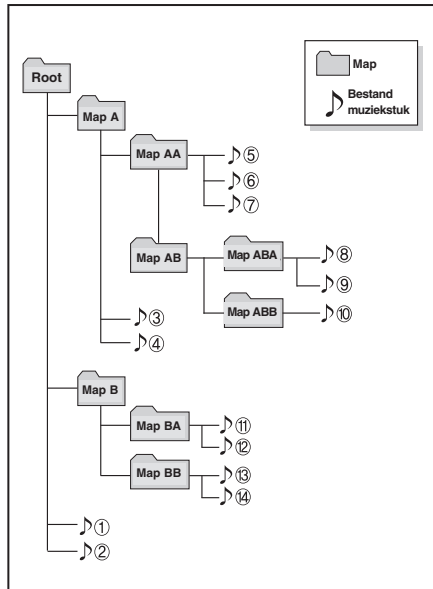 Root
Map
Bestand
muziekstuk
Map A
Map AA
⑤
⑥
⑦
Map AB
Map ABA
⑧
⑨
Map ABB
⑩
③
④
Map B
Map BA
⑪
⑫
Map BB
⑬
⑭
①
②